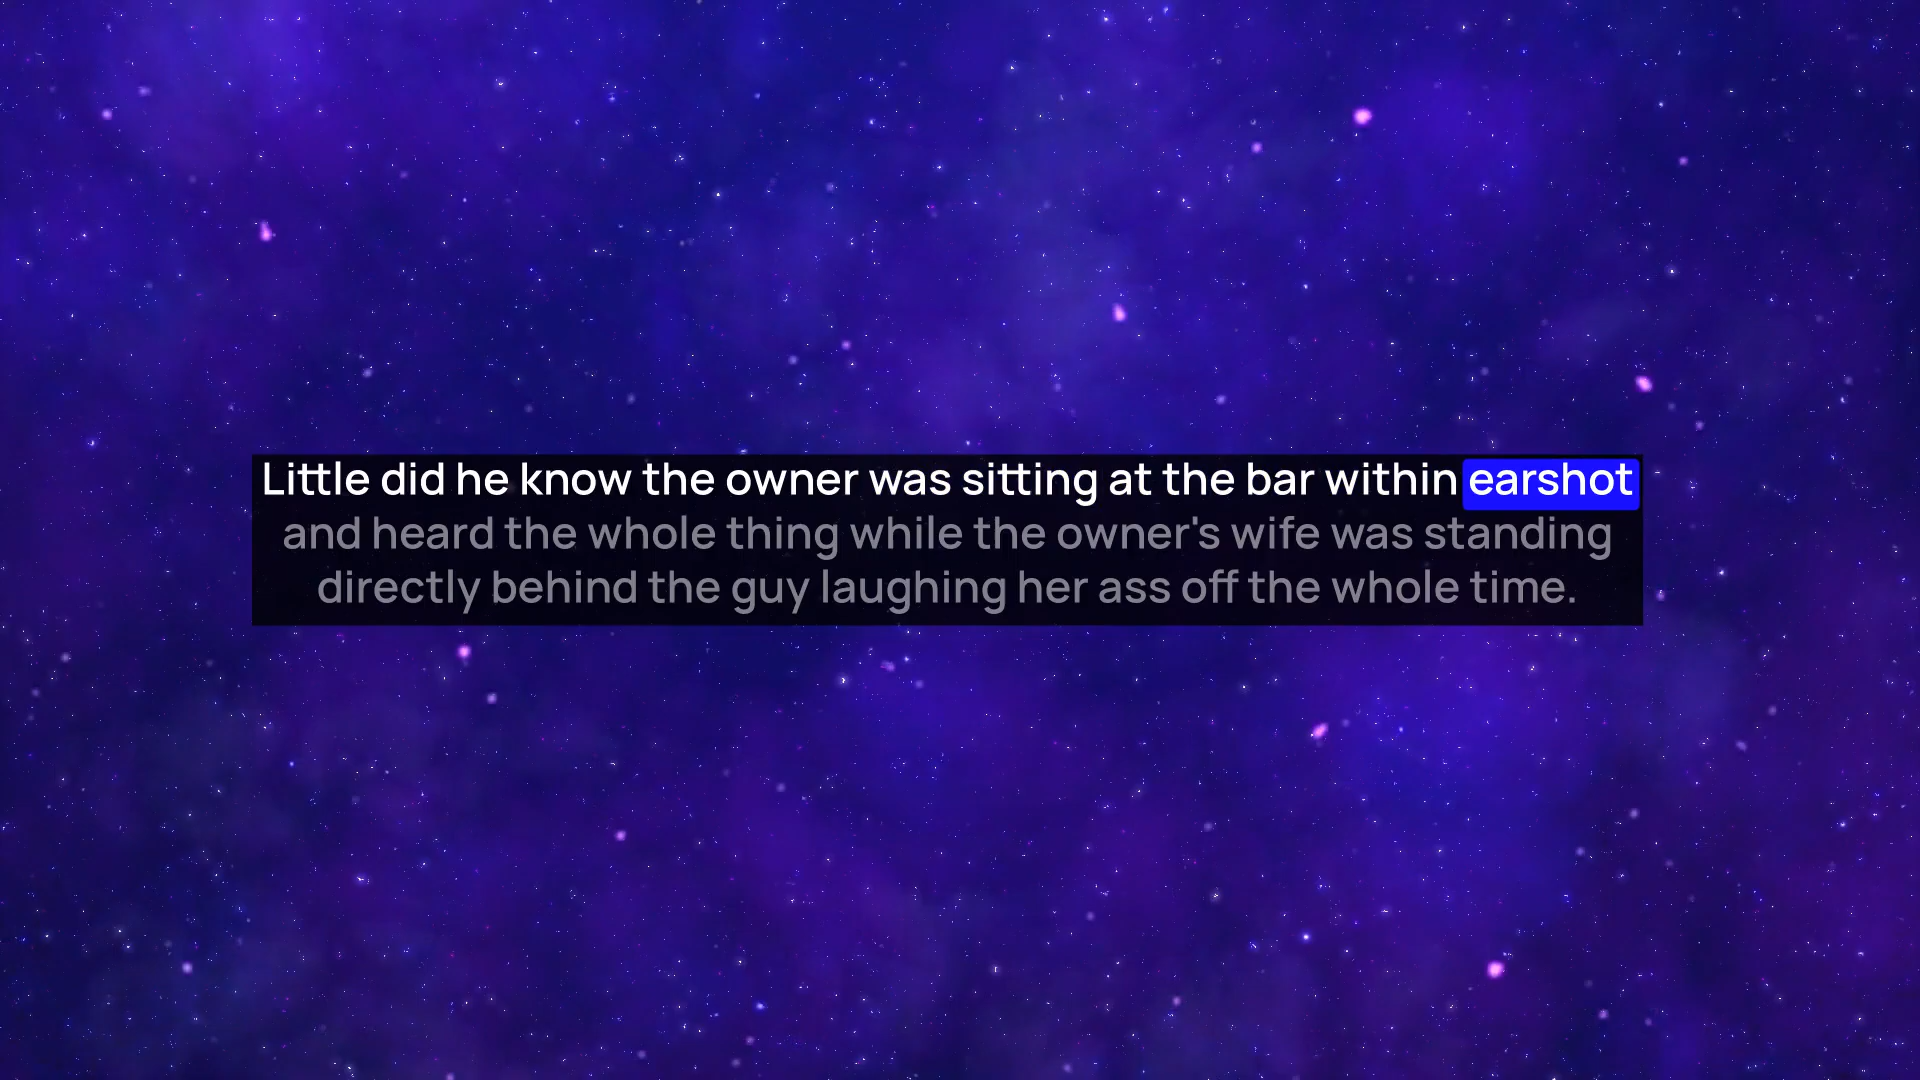 Little did he know the owner was sitting at the bar within earshot
and heard the whole thing while the owner's wife was standing
directly behind the guy laughing her ass off the whole time.